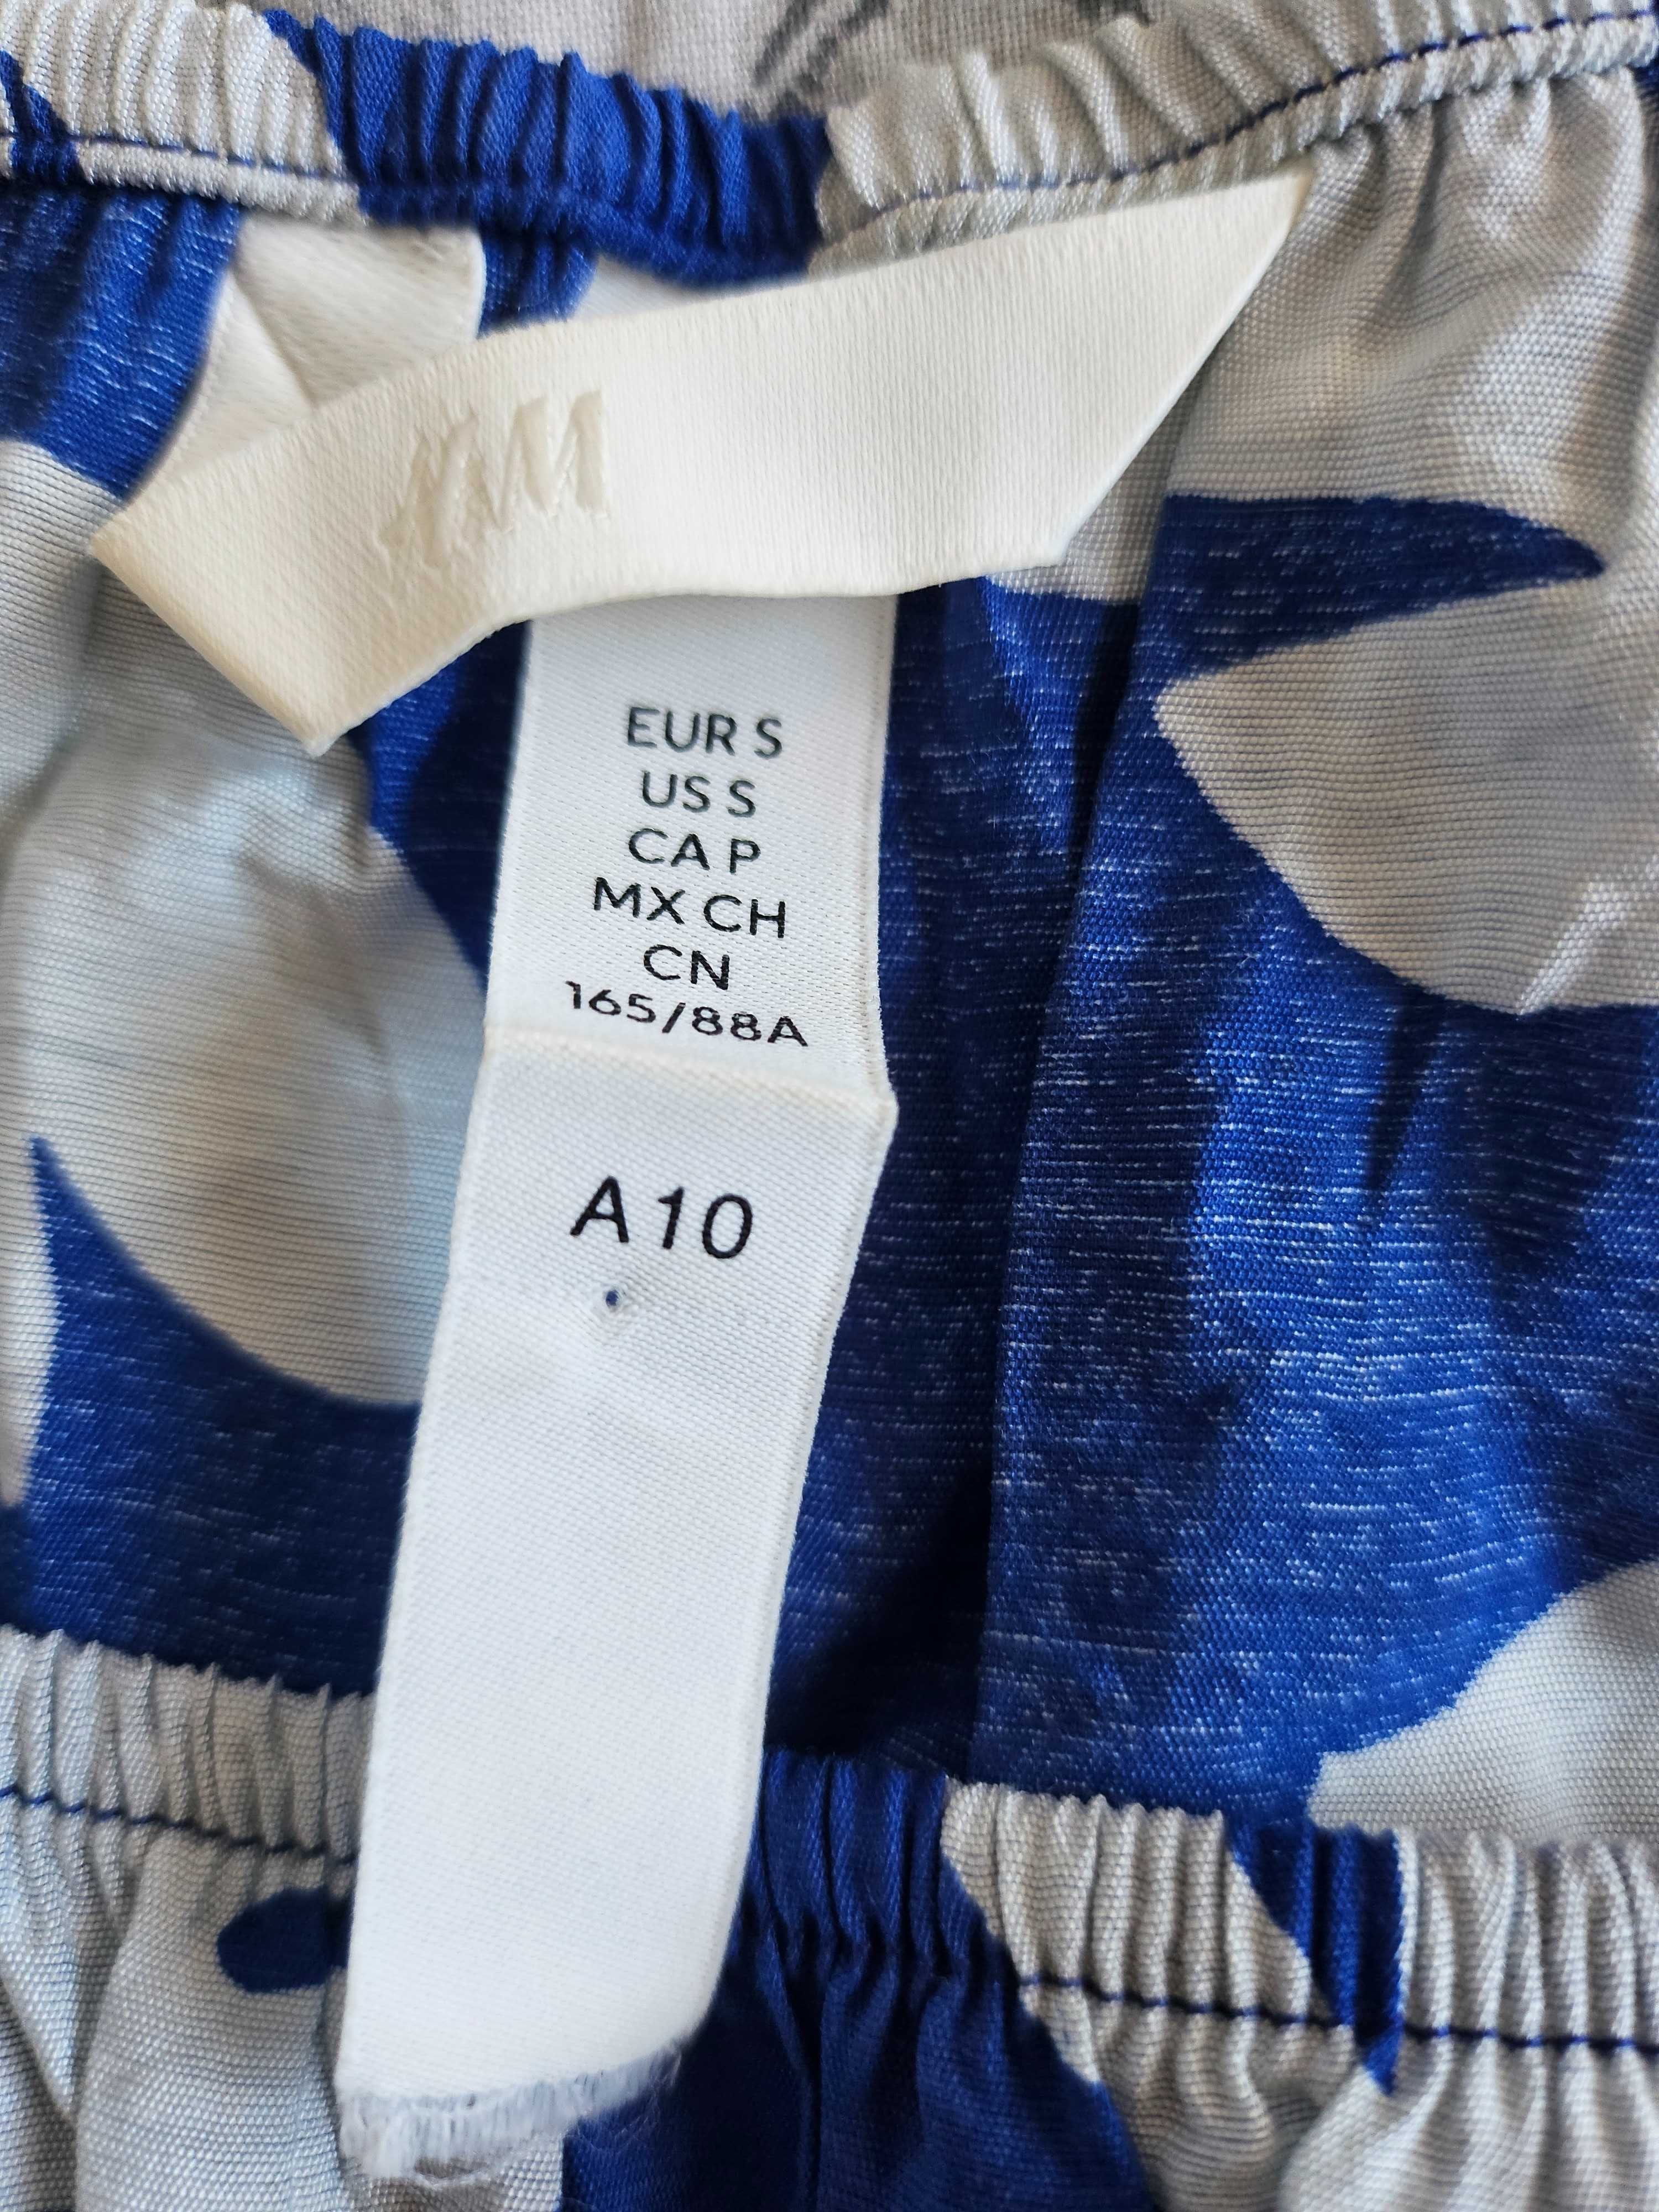 H&M
EUR S
US S
CA P
MX CH
CN
165/88A
A10